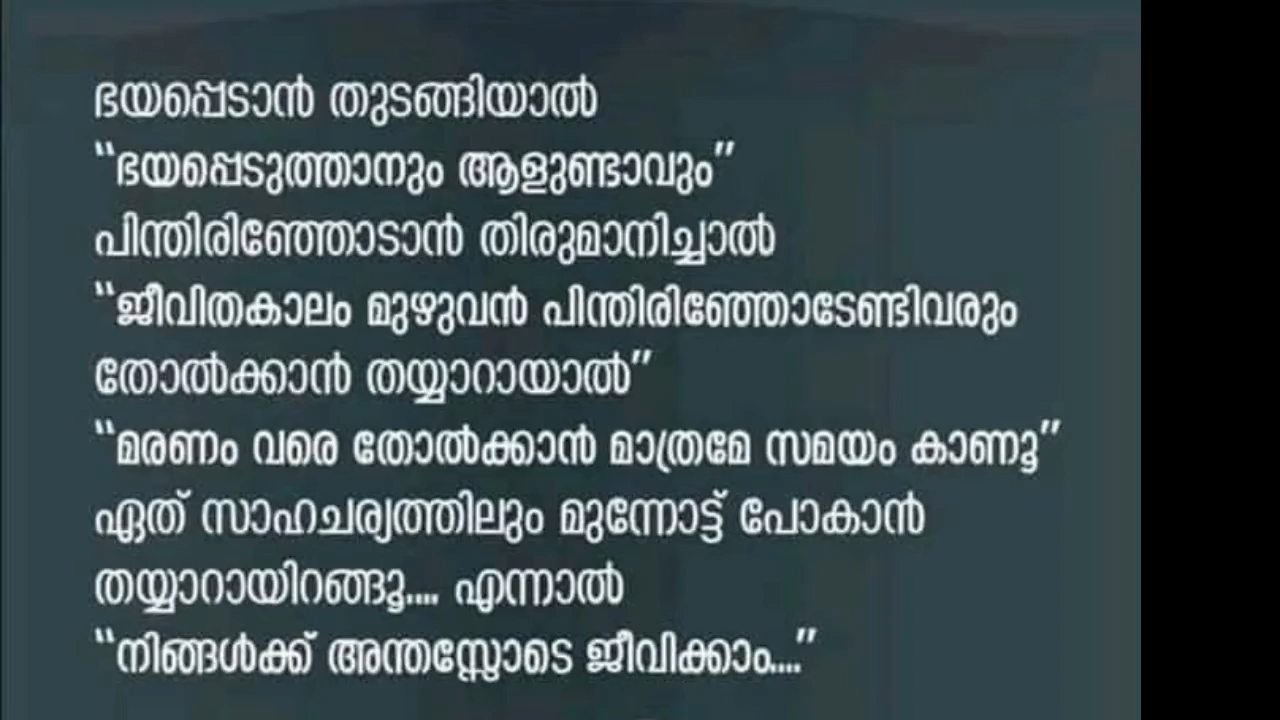 ഭയപ്പെടാൻ തുടങ്ങിയാൽ
“ഭയപ്പെടുത്താനും ആളുണ്ടാവും”
പിന്തിരിഞ്ഞോടാൻ തിരുമാനിച്ചാൽ
“ജീവിതകാലം മുഴുവൻ പിന്തിരിഞ്ഞോടേണ്ടിവരും
തോൽക്കാൻ തയ്യാറായാൽ”
“മരണം വരെ തോൽക്കാൻ മാത്രമേ സമയം കാണൂ”
ഏത് സാഹചര്യത്തിലും മുന്നോട്ട് പോകാൻ
തയ്യാറായിറങ്ങൂ.... എന്നാൽ
“നിങ്ങൾക്ക് അന്തസ്സോടെ ജീവിക്കാം....”